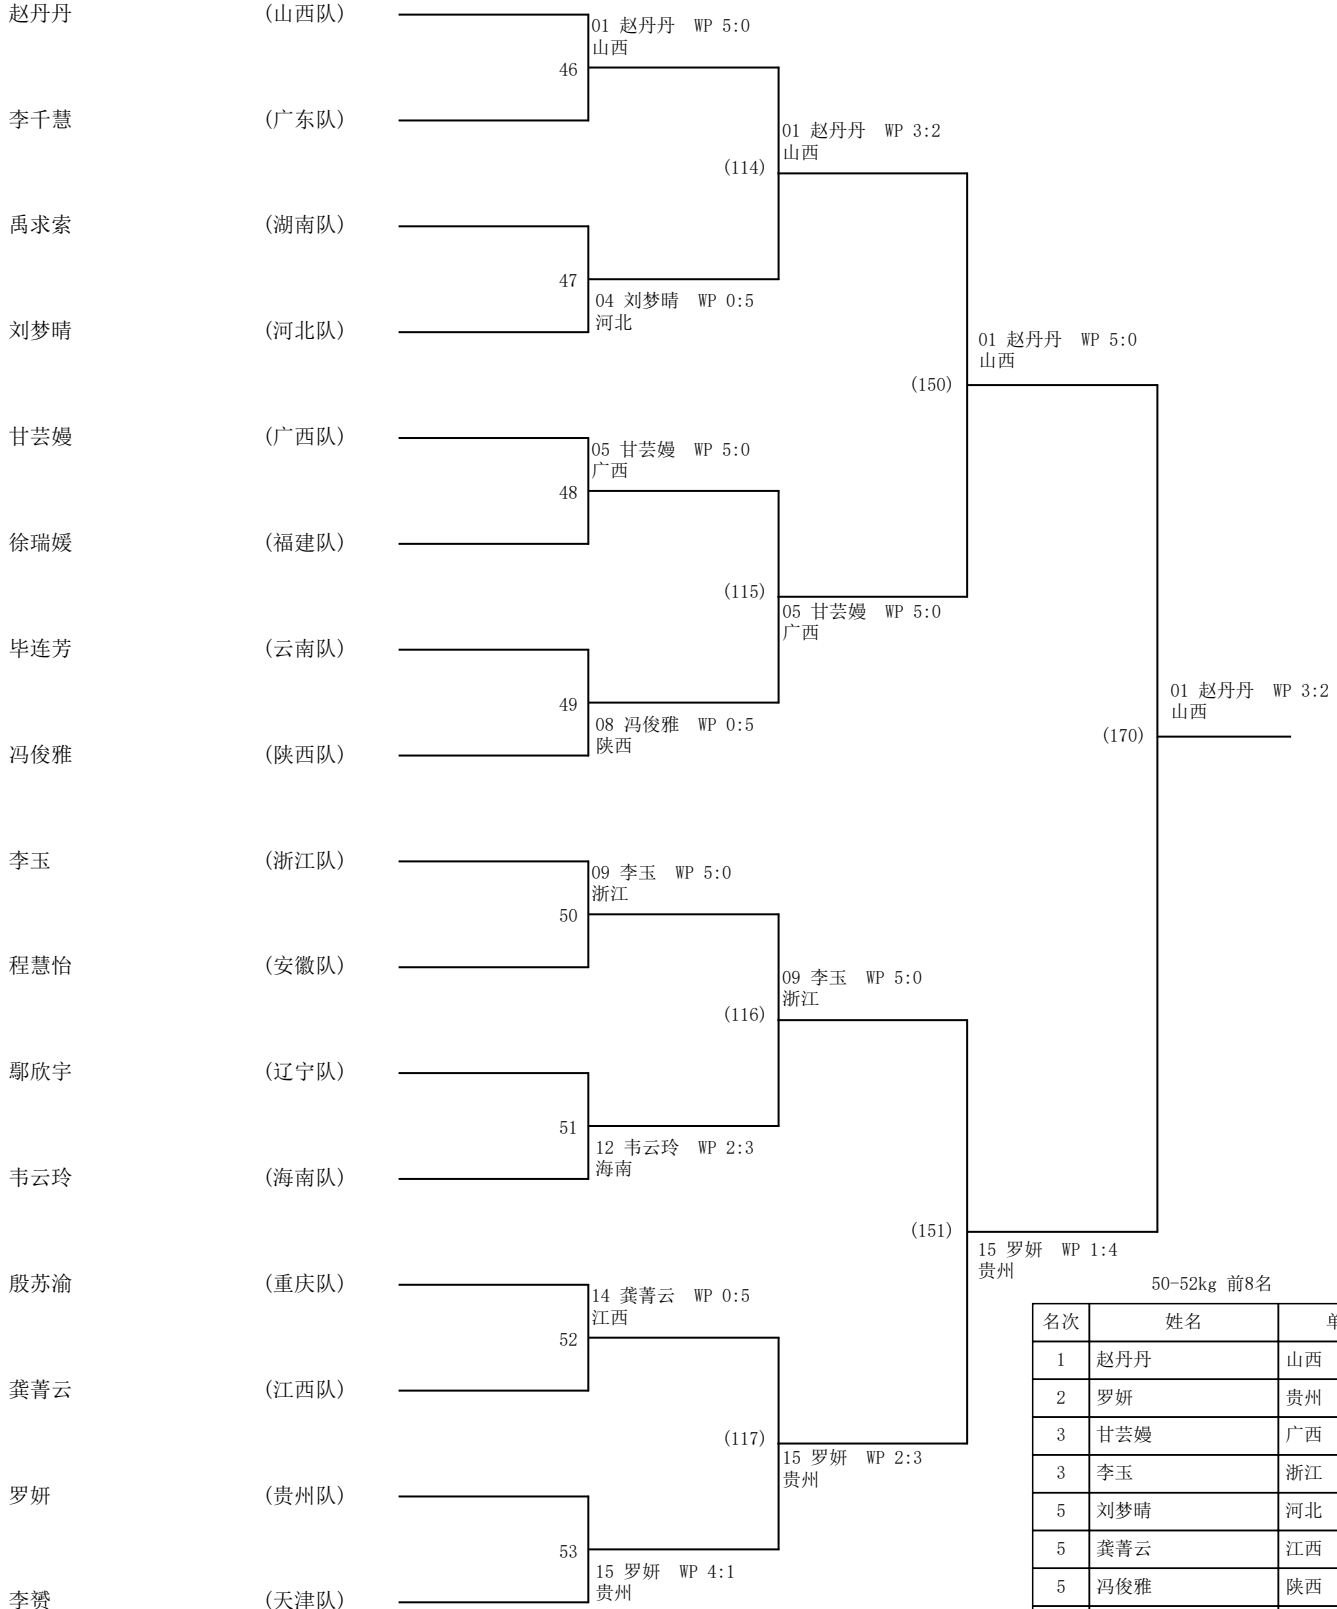 赵丹丹 (山西队)
01 赵丹丹 WP 5:0
山西
46
李千慧 (广东队)
01 赵丹丹 WP 3:2
山西
(114)
禹求索 (湖南队)
47
04 刘梦晴 WP 0:5
河北
刘梦晴 (河北队)
01 赵丹丹 WP 5:0
山西
(150)
甘芸嫚 (广西队)
05 甘芸嫚 WP 5:0
广西
48
徐瑞媛 (福建队)
(115)
05 甘芸嫚 WP 5:0
广西
毕连芳 (云南队)
49
08 冯俊雅 WP 0:5
陕西
冯俊雅 (陕西队)
01 赵丹丹 WP 3:2
山西
(170)
李玉 (浙江队)
09 李玉 WP 5:0
浙江
50
程慧怡 (安徽队)
09 李玉 WP 5:0
浙江
(116)
鄢欣宇 (辽宁队)
51
12 韦云玲 WP 2:3
海南
韦云玲 (海南队)
(151)
15 罗妍 WP 1:4
贵州
殷苏渝 (重庆队)
14 龚菁云 WP 0:5
江西
52
龚菁云 (江西队)
(117)
15 罗妍 WP 2:3
贵州
罗妍 (贵州队)
53
15 罗妍 WP 4:1
贵州
李赟 (天津队)
50-52kg 前8名
名次 姓名
1 赵丹丹 山西
2 罗妍 贵州
3 甘芸嫚 广西
3 李玉 浙江
5 刘梦晴 河北
5 龚菁云 江西
5 冯俊雅 陕西